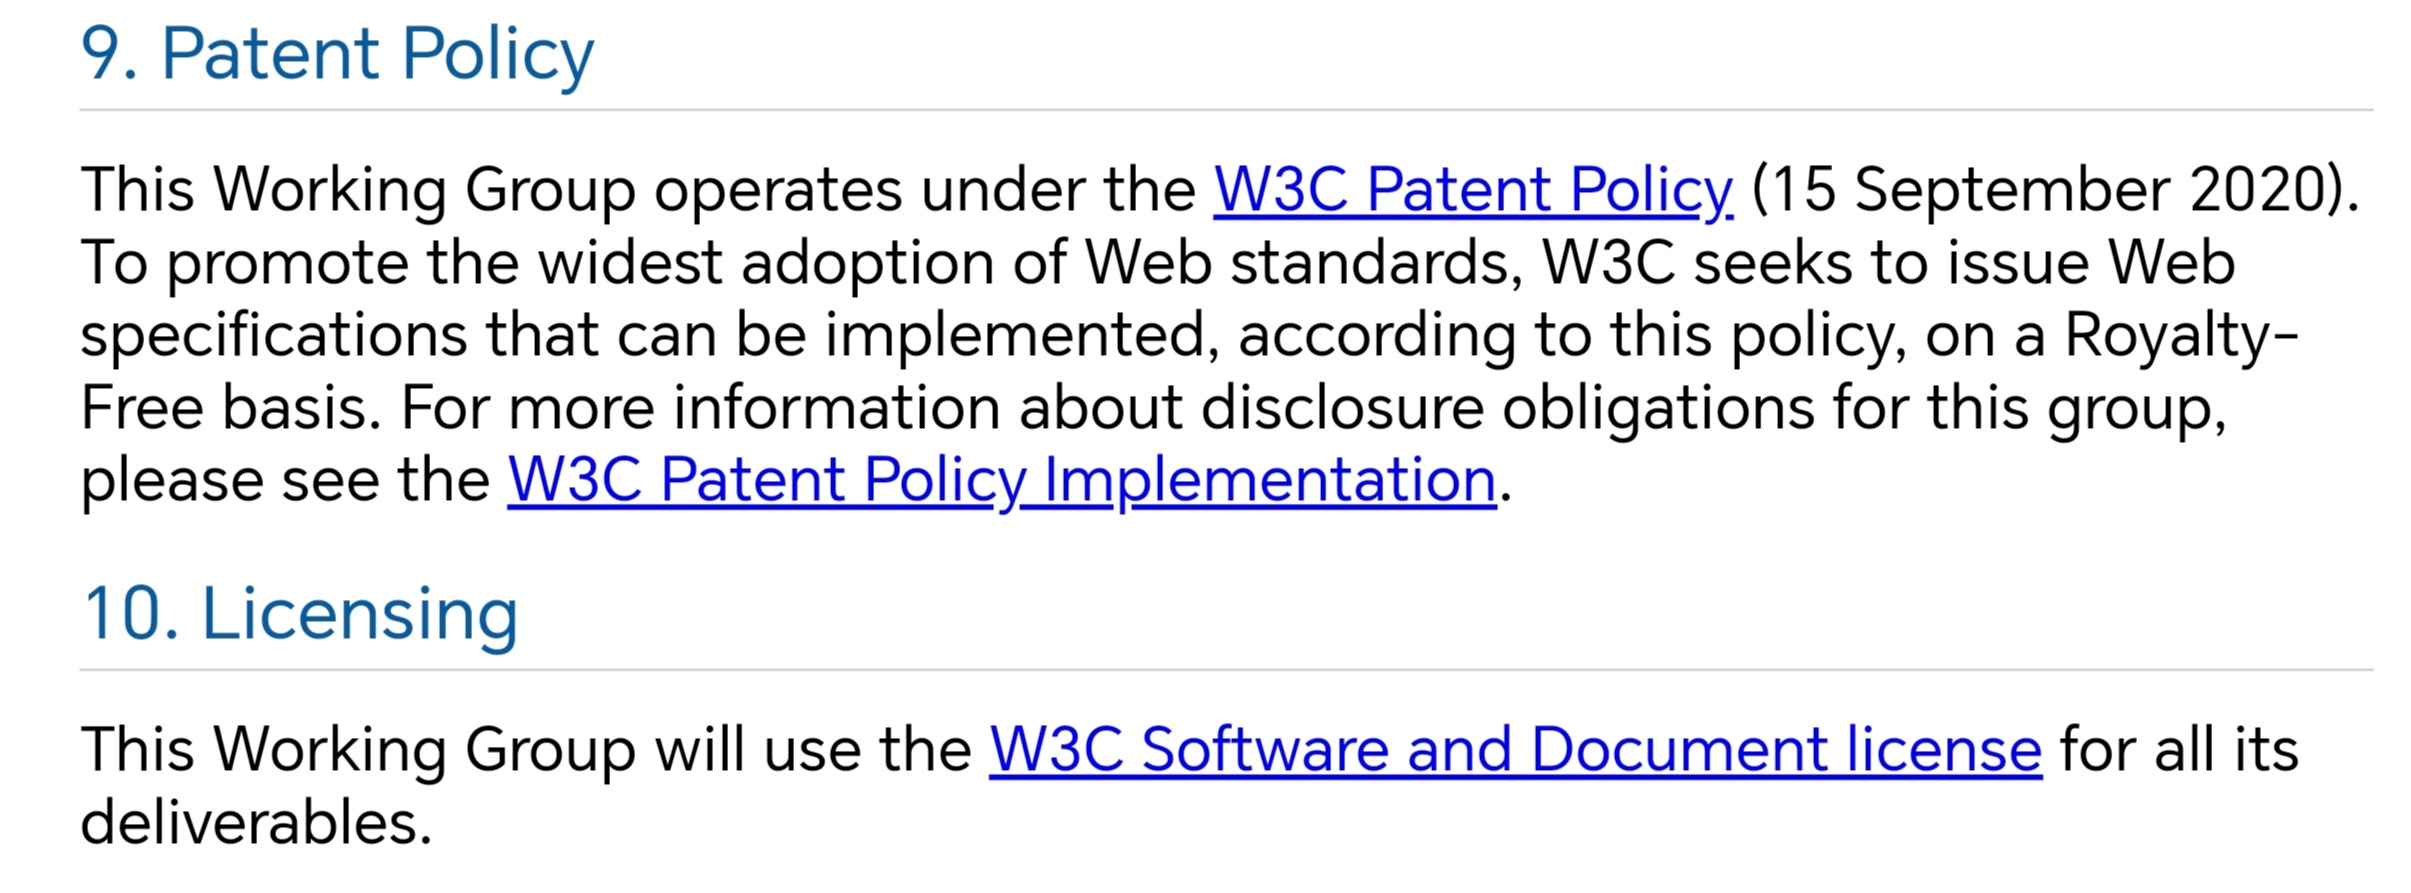 9. Patent Policy
This Working Group operates under the W3C Patent Policy (15 September 2020).
To promote the widest adoption of Web standards, W3C seeks to issue Web
specifications that can be implemented, according to this policy, on a Royalty-
Free basis. For more information about disclosure obligations for this group,
please see the W3C Patent Policy Implementation.
10. Licensing
This Working Group will use the W3C Software and Document license for all its
deliverables.